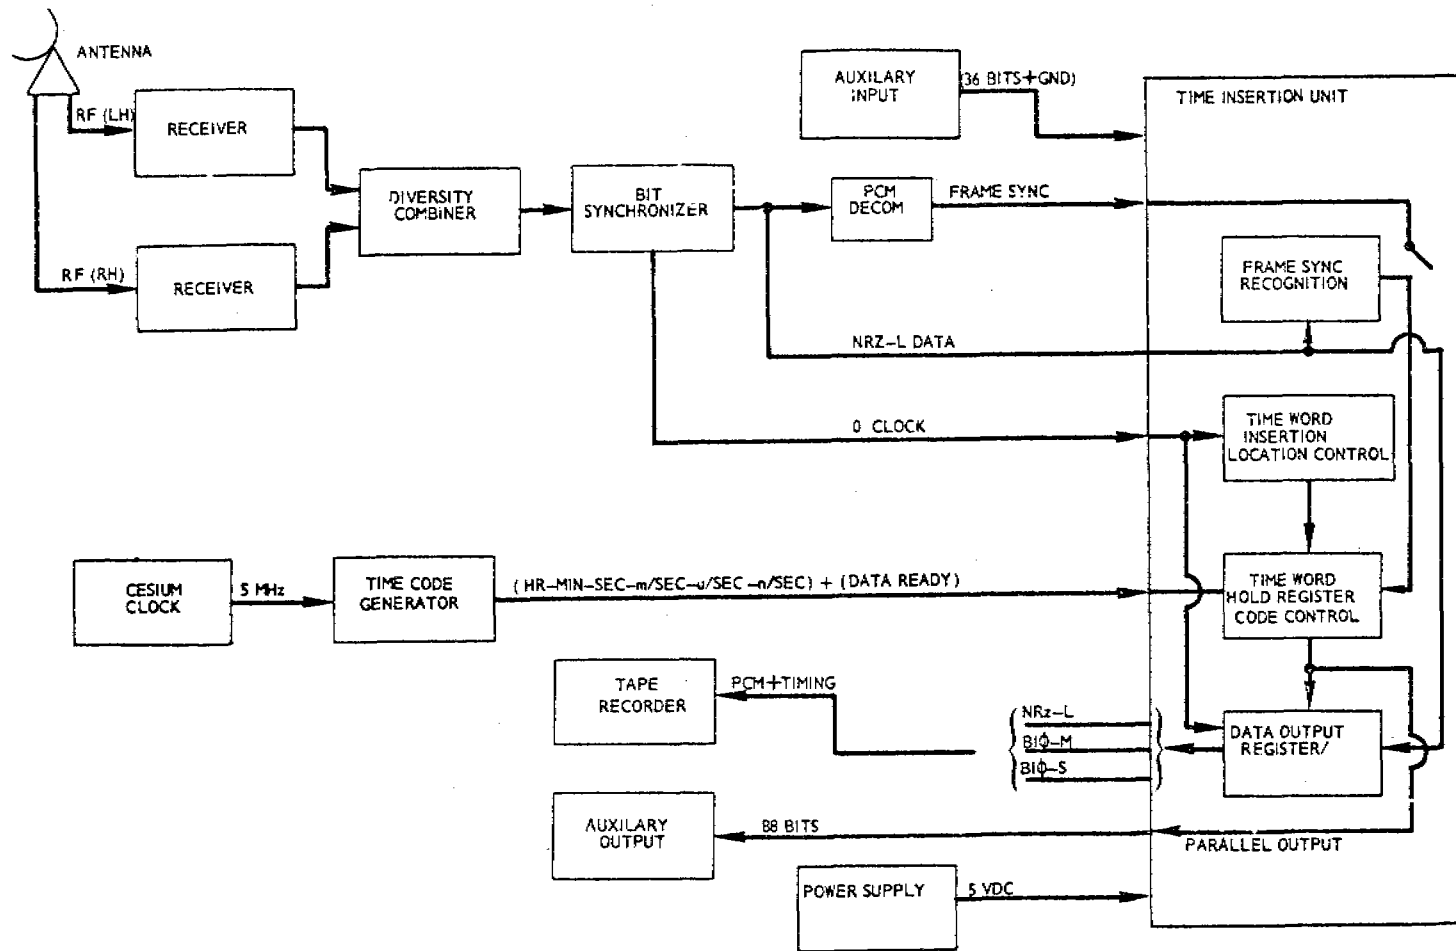 ANTENNA
RF (LH)
RECEIVER
RF (RH)
RECEIVER
DIVERSITY
COMBINER
BIT
SYNCHRONIZER
AUXILARY
INPUT
(36 BITS+GND)
PCM
DECOM
FRAME SYNC
TIME INSERTION UNIT
FRAME SYNC
RECOGNITION
NRZ-L DATA
0 CLOCK
TIME WORD
INSERTION
LOCATION CONTROL
CESIUM
CLOCK
5 MHz
TIME CODE
GENERATOR
(HR-MIN-SEC-m/SEC-u/SEC-n/SEC) + (DATA READY)
TIME WORD
HOLD REGISTER
CODE CONTROL
TAPE
RECORDER
PCM+TIMING
NRz-L
BIϕ-M
BIϕ-S
DATA OUTPUT
REGISTER/
AUXILARY
OUTPUT
88 BITS
PARALLEL OUTPUT
POWER SUPPLY
5 VDC